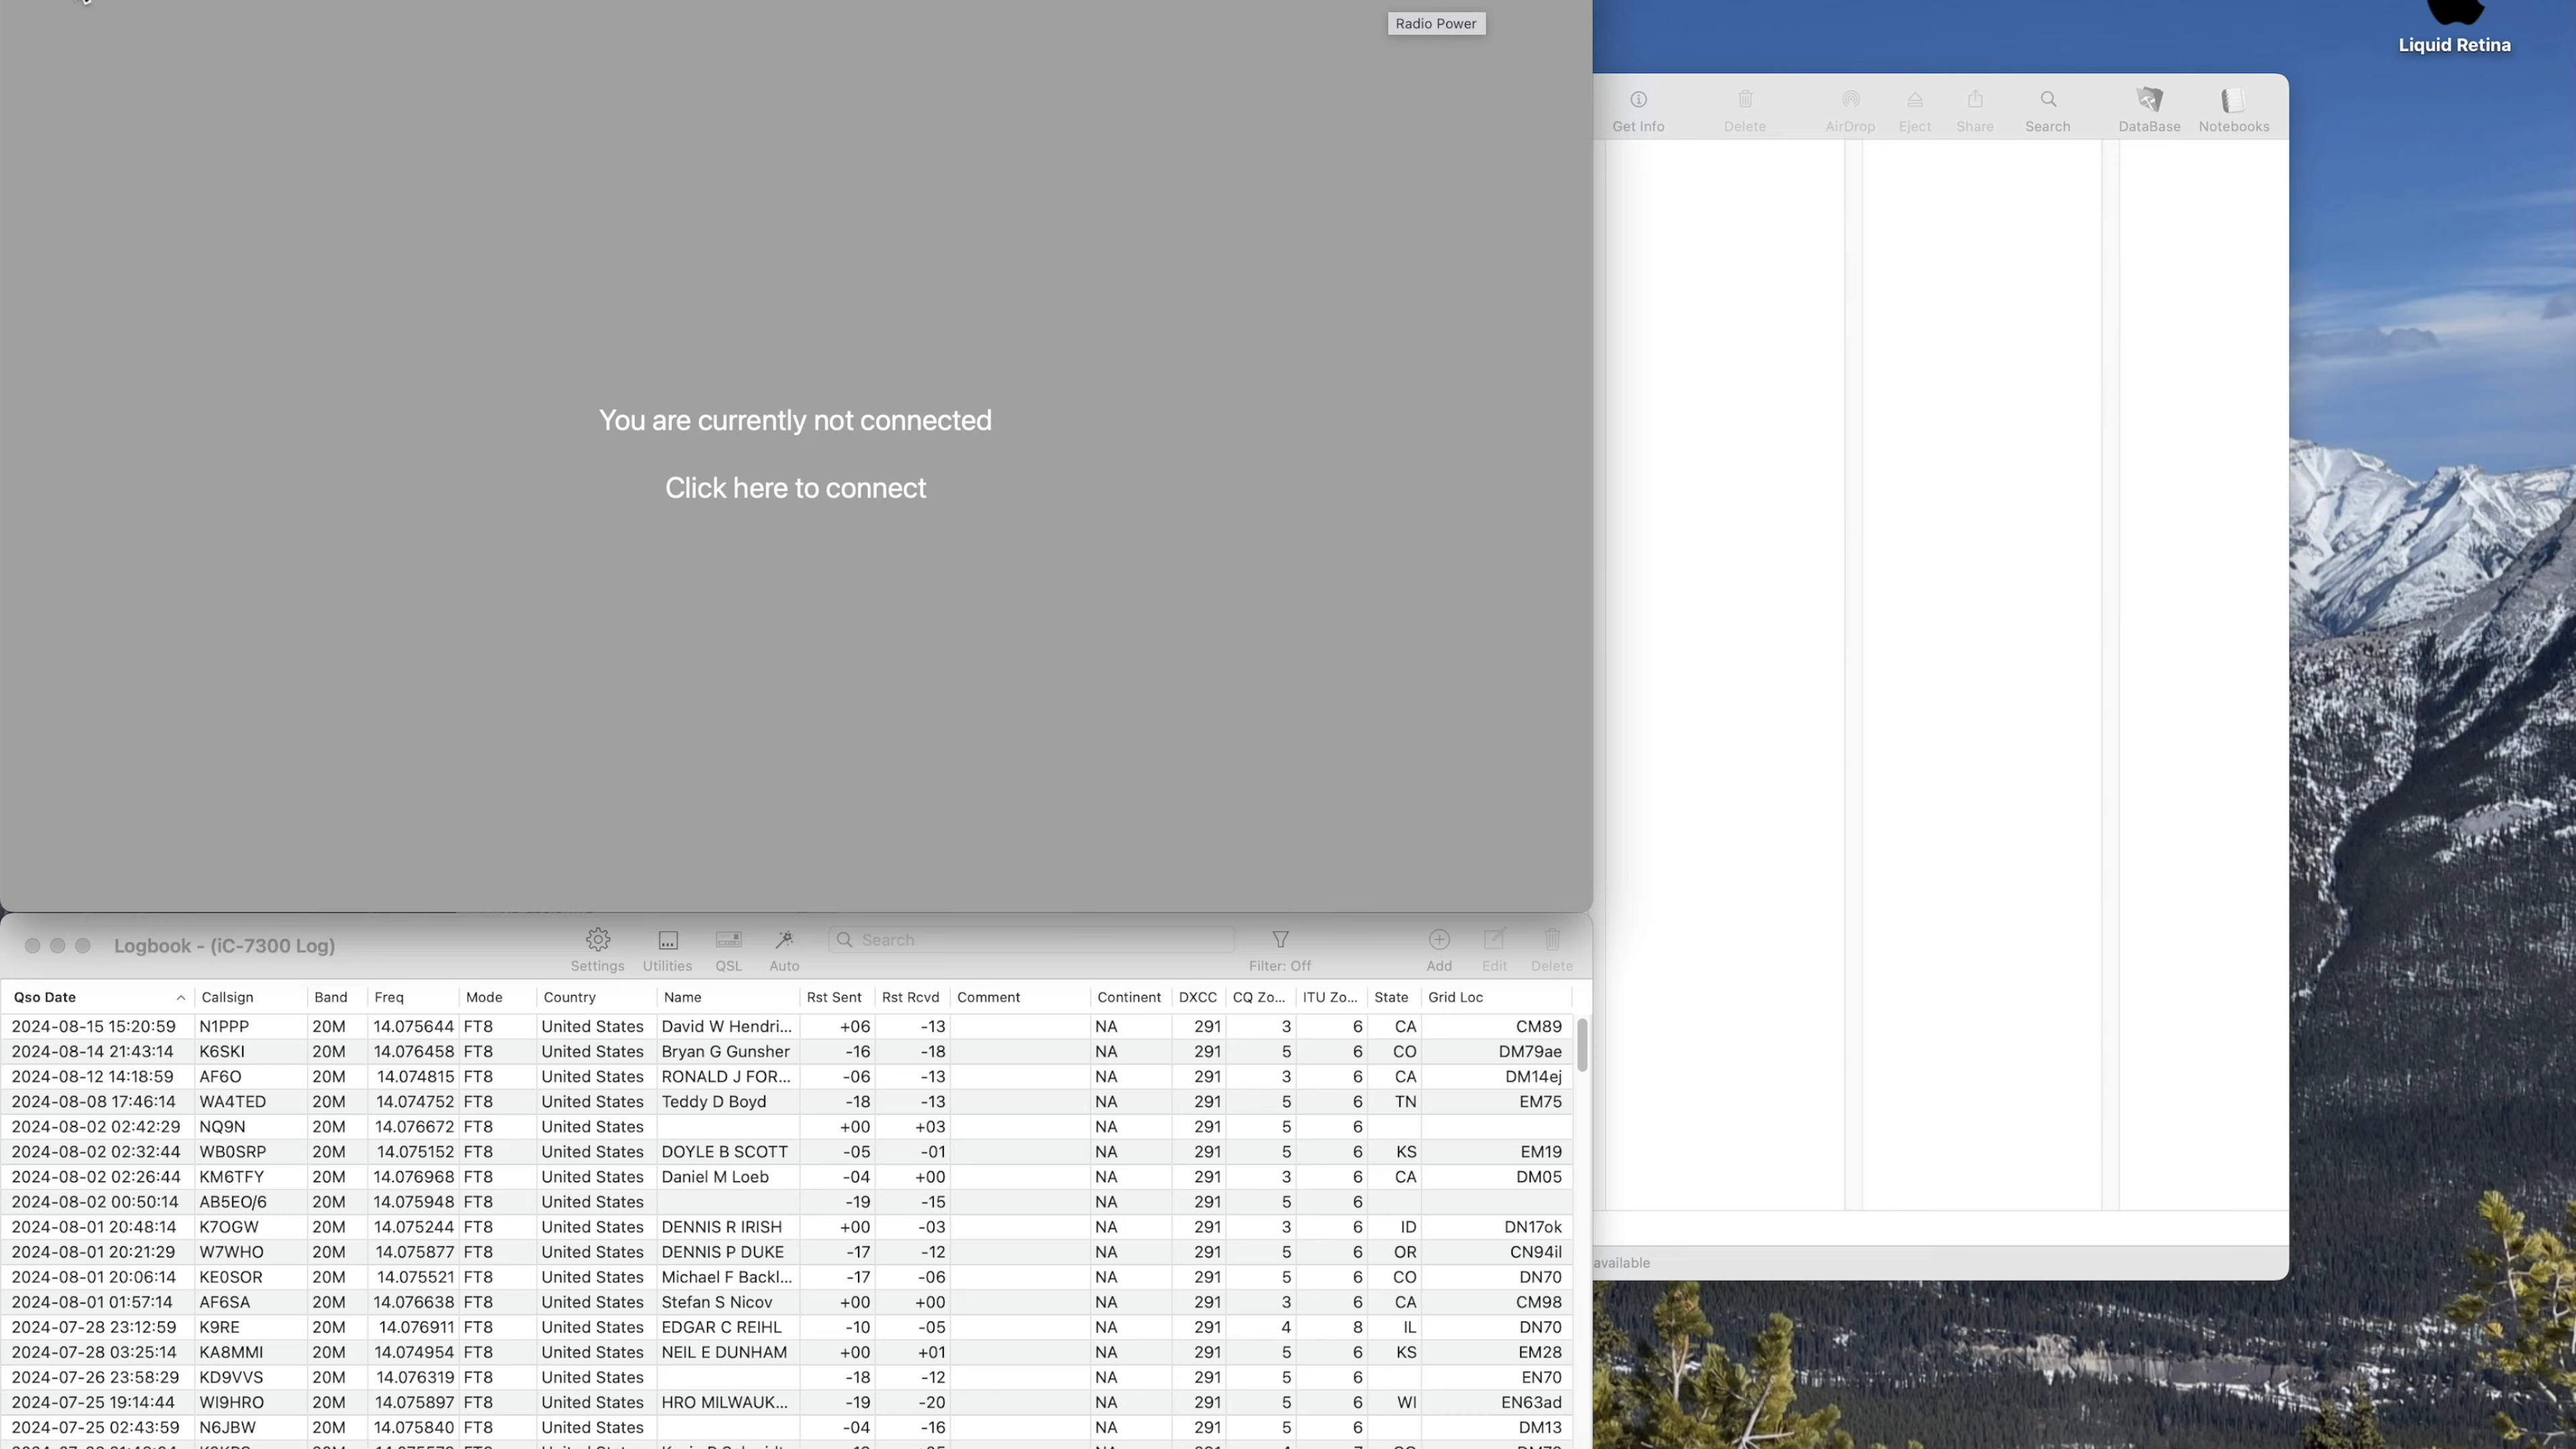 Radio Power
Liquid Retina
Get Info Delete AirDrop Eject Share Search DataBase Notebooks
You are currently not connected
Click here to connect
available
Logbook - (iC-7300 Log)
Settings Utilities QSL Auto Search Filter: Off Add Edit Delete
Qso Date Callsign Band Freq Mode Country Name Rst Sent Rst Rcvd Comment Continent DXCC CQ Zo... ITU Zo... State Grid Loc
2024-08-15 15:20:59 N1PPP 20M 14.075644 FT8 United States David W Hendri... +06 -13 NA 291 3 6 CA CM89
2024-08-14 21:43:14 K6SKI 20M 14.076458 FT8 United States Bryan G Gunsher -16 -18 NA 291 5 6 CO DM79ae
2024-08-12 14:18:59 AF6O 20M 14.074815 FT8 United States RONALD J FOR... -06 -13 NA 291 3 6 CA DM14ej
2024-08-08 17:46:14 WA4TED 20M 14.074752 FT8 United States Teddy D Boyd -18 -13 NA 291 5 6 TN EM75
2024-08-02 02:42:29 NQ9N 20M 14.076672 FT8 United States +00 +03 NA 291 5 6
2024-08-02 02:32:44 WB0SRP 20M 14.075152 FT8 United States DOYLE B SCOTT -05 -01 NA 291 5 6 KS EM19
2024-08-02 02:26:44 KM6TFY 20M 14.076968 FT8 United States Daniel M Loeb -04 +00 NA 291 3 6 CA DM05
2024-08-02 00:50:14 AB5EO/6 20M 14.075948 FT8 United States -19 -15 NA 291 5 6
2024-08-01 20:48:14 K7OGW 20M 14.075244 FT8 United States DENNIS R IRISH +00 -03 NA 291 3 6 ID DN17ok
2024-08-01 20:21:29 W7WHO 20M 14.075877 FT8 United States DENNIS P DUKE -17 -12 NA 291 5 6 OR CN94il
2024-08-01 20:06:14 KE0SOR 20M 14.075521 FT8 United States Michael F Backl... -17 -06 NA 291 5 6 CO DN70
2024-08-01 01:57:14 AF6SA 20M 14.076638 FT8 United States Stefan S Nicov +00 +00 NA 291 3 6 CA CM98
2024-07-28 23:12:59 K9RE 20M 14.076911 FT8 United States EDGAR C REIHL -10 -05 NA 291 4 8 IL DN70
2024-07-28 03:25:14 KA8MMI 20M 14.074954 FT8 United States NEIL E DUNHAM +00 +01 NA 291 5 6 KS EM28
2024-07-26 23:58:29 KD9VVS 20M 14.076319 FT8 United States -18 -12 NA 291 5 6 EN70
2024-07-25 19:14:44 WI9HRO 20M 14.075897 FT8 United States HRO MILWAUK... -19 -20 NA 291 5 6 WI EN63ad
2024-07-25 02:43:59 N6JBW 20M 14.075840 FT8 United States -04 -16 NA 291 5 6 DM13